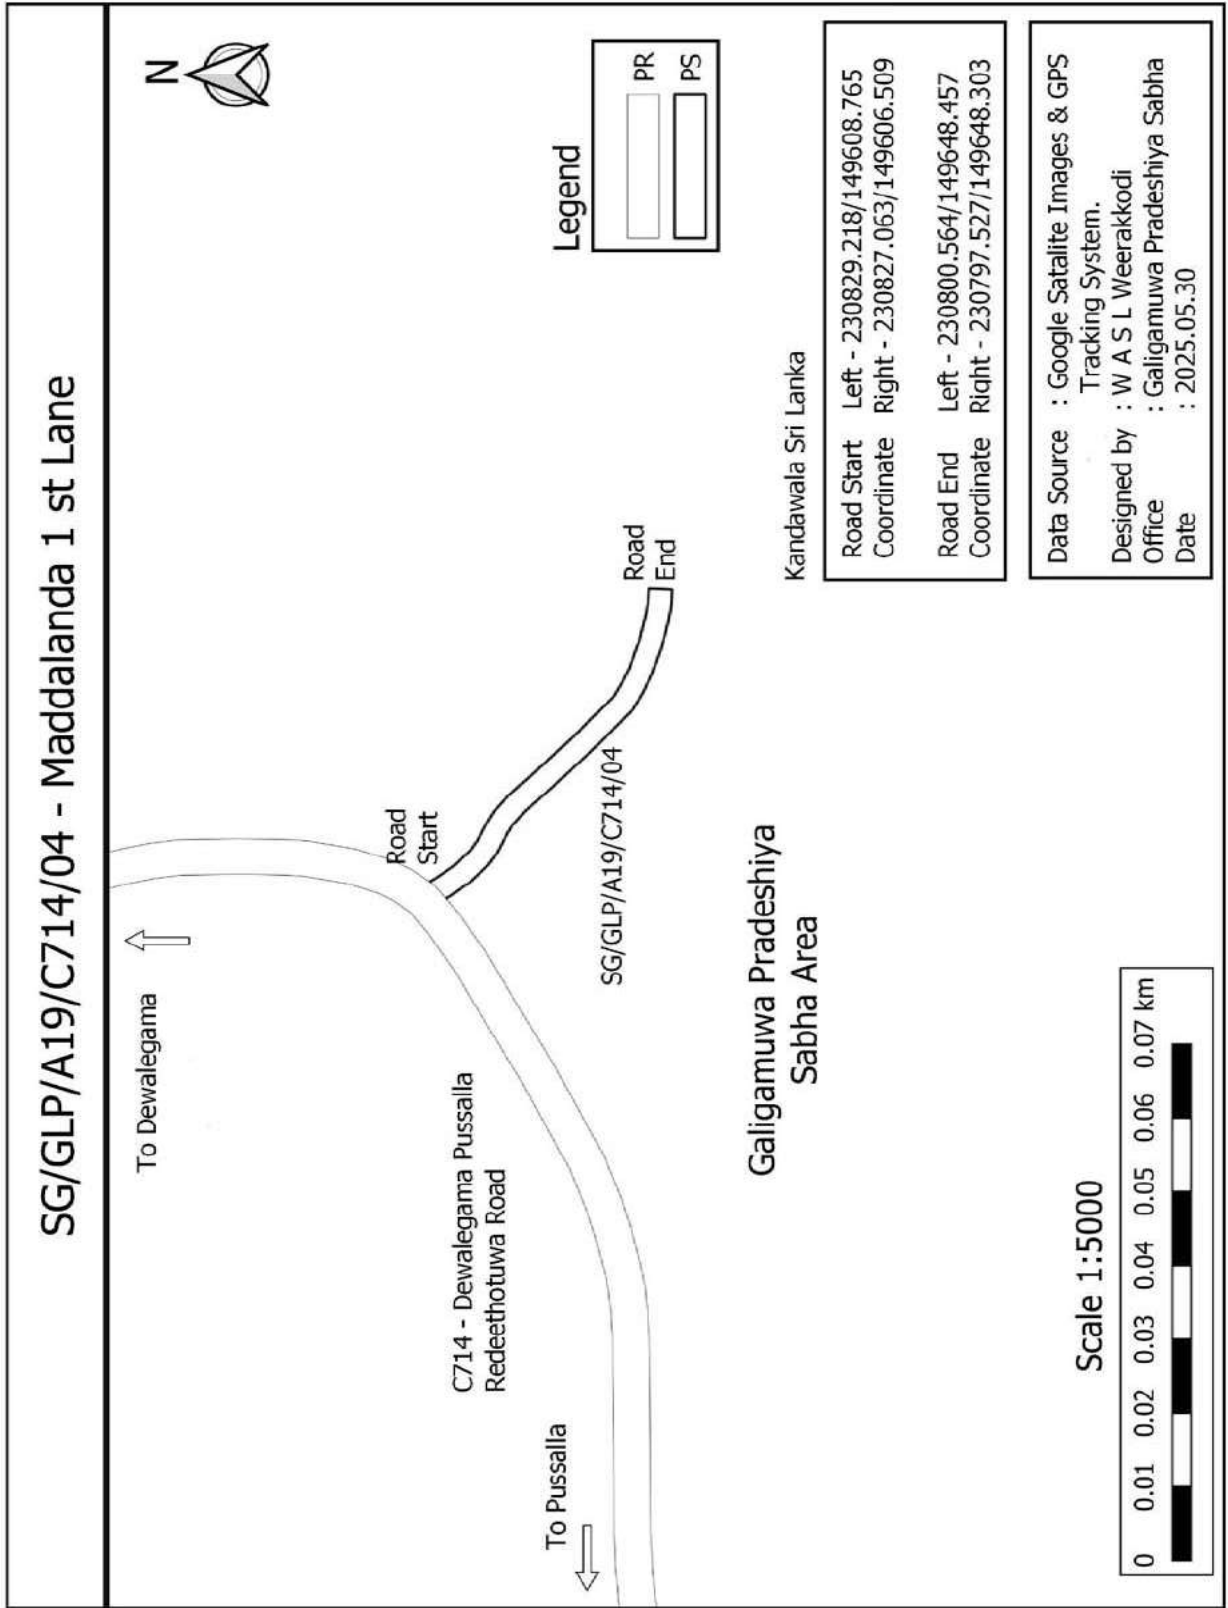 SG/GLP/A19/C714/04 - Maddalanda 1 st Lane
N
To Dewalegama
Legend
PR
PS
Road
Start
Road
End
C714 - Dewalegama Pussalla
Redeethotuwa Road
To Pussalla
SG/GLP/A19/C714/04
Galigamuwa Pradeshiya
Sabha Area
Kandawala Sri Lanka
Road Start Left - 230829.218/149608.765
Coordinate Right - 230827.063/149606.509
Road End Left - 230800.564/149648.457
Coordinate Right - 230797.527/149648.303
Scale 1:5000
0 0.01 0.02 0.03 0.04 0.05 0.06 0.07 km
Data Source : Google Satalite Images & GPS
Tracking System.
Designed by : W A S L Weerakkodi
Office : Galigamuwa Pradeshiya Sabha
Date : 2025.05.30